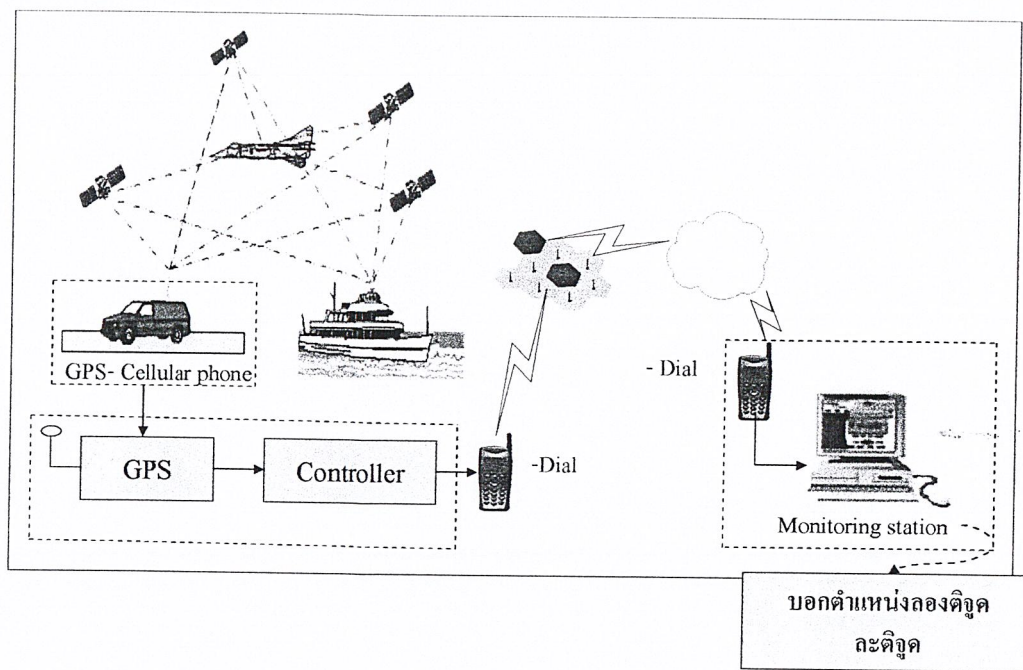 GPS- Cellular phone
GPS
Controller
-Dial
- Dial
Monitoring station
บอกตำแหน่งลองติจูด
ละติจูด